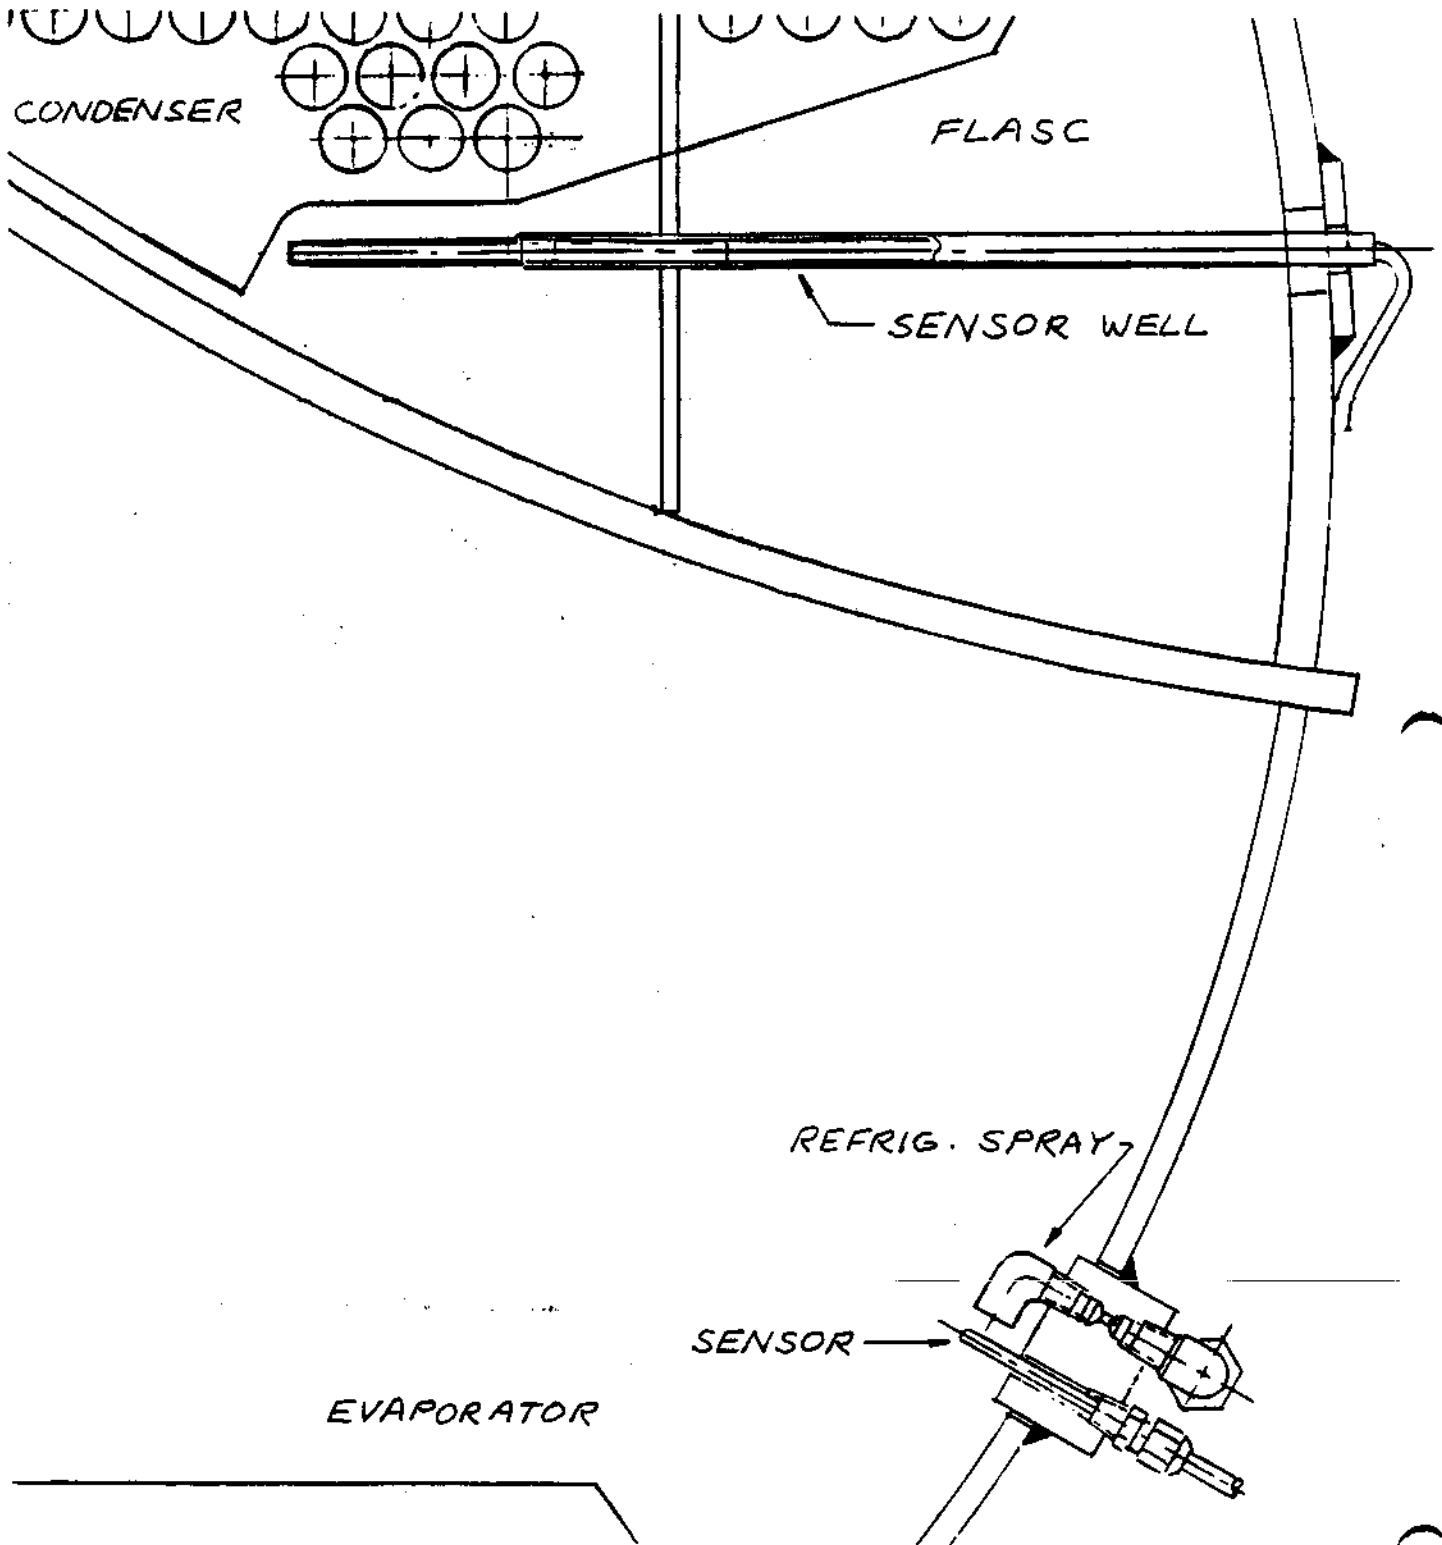 CONDENSER
FLASC
SENSOR WELL
REFRIG. SPRAY
SENSOR
EVAPORATOR